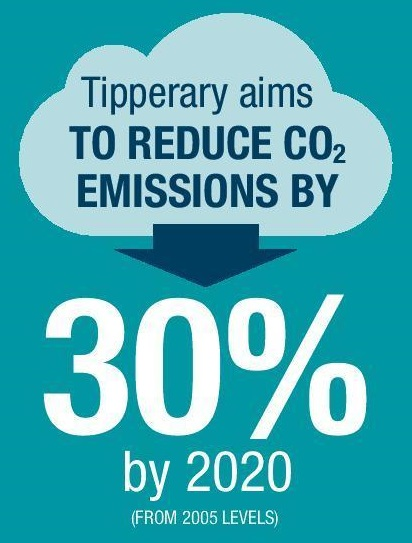 Tipperary aims
TO REDUCE CO₂
EMISSIONS BY
30%
by 2020
(FROM 2005 LEVELS)